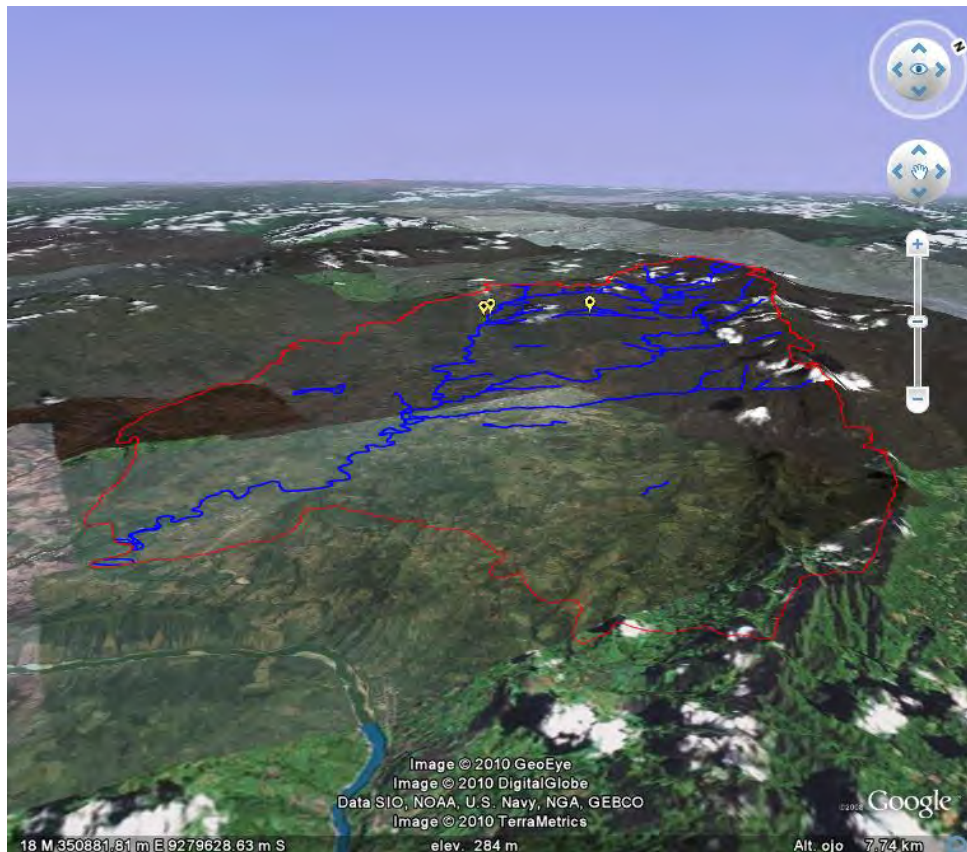 N
Image © 2010 GeoEye
Image © 2010 DigitalGlobe
Data SIO, NOAA, U.S. Navy, NGA, GEBCO
Image © 2010 TerraMetrics
©2008 Google
18 M 350881.81 m E 9279628.63 m S elev. 284 m Alt. ojo 7.74 km